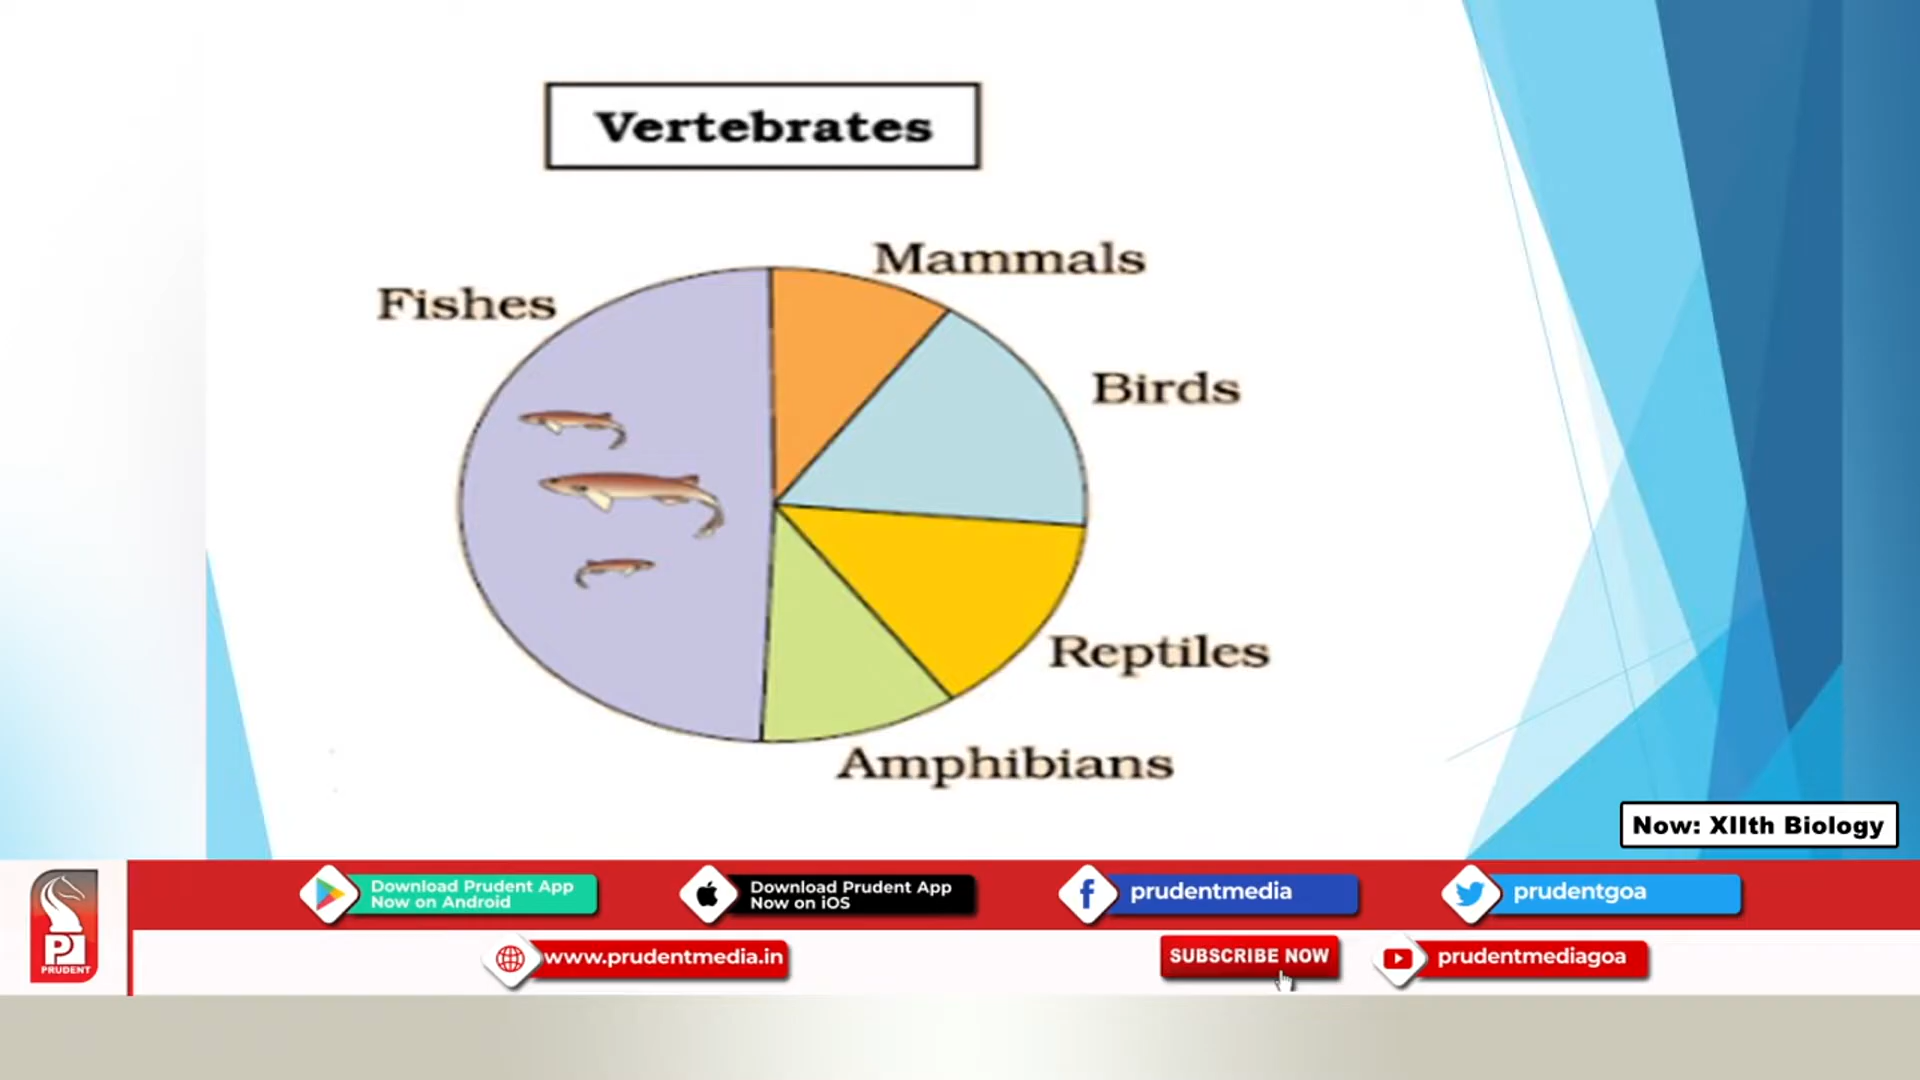 Vertebrates
Mammals
Fishes
Birds
Reptiles
Amphibians
Now: XIIth Biology
Download Prudent App
Now on Android
Download Prudent App
Now on iOS
prudentmedia
prudentgoa
PRUDENT
www.prudentmedia.in
SUBSCRIBE NOW
prudentmediagoa